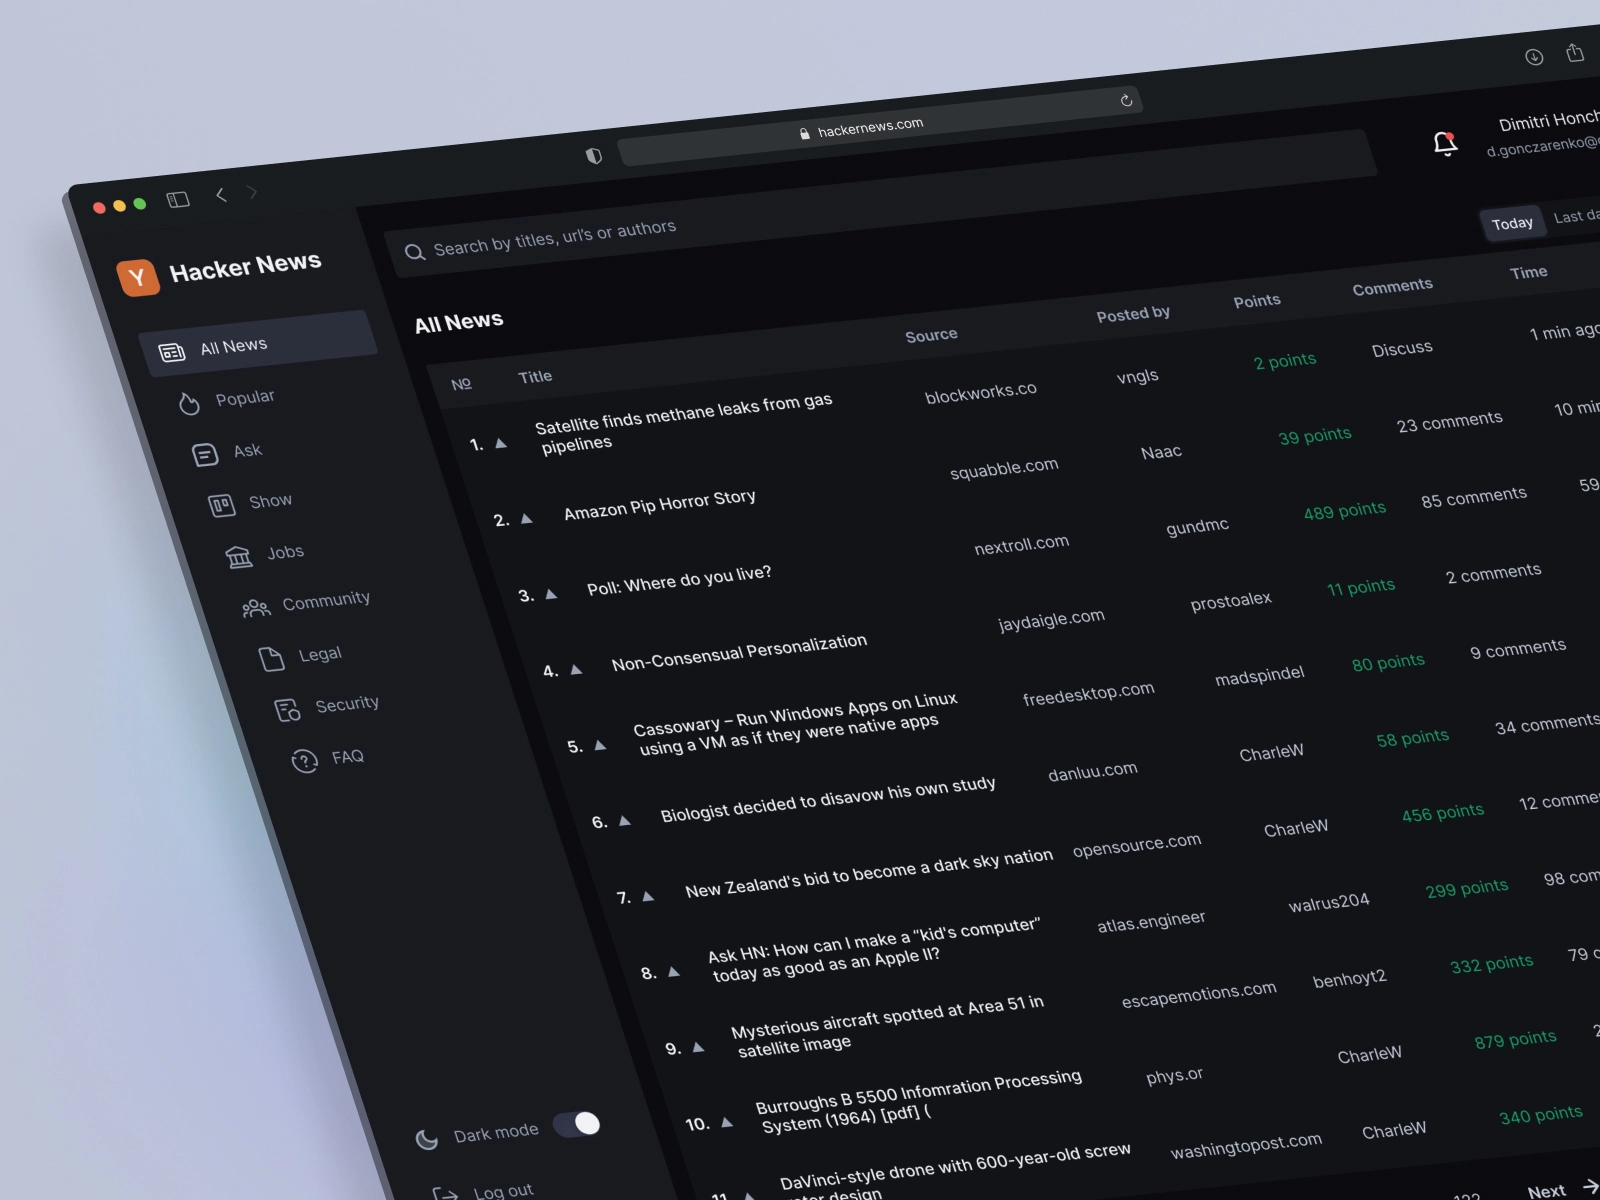 hackernews.com
Dimitri Honch
d.gonczarenko@
Search by titles, url's or authors
Today
Last da
Y
Hacker News
All News
Popular
Ask
Show
Jobs
Community
Legal
Security
FAQ
Dark mode
Log out
All News
№ Title Source Posted by Points Comments Time
1. Satellite finds methane leaks from gas
pipelines
blockworks.co vngls 2 points Discuss 1 min ago
2. Amazon Pip Horror Story
squabble.com Naac 39 points 23 comments 10 min
3. Poll: Where do you live?
nextroll.com gundmc 489 points 85 comments 59
4. Non-Consensual Personalization
jaydaigle.com prostoalex 11 points 2 comments
5. Cassowary – Run Windows Apps on Linux
using a VM as if they were native apps
freedesktop.com madspindel 80 points 9 comments
6. Biologist decided to disavow his own study
danluu.com CharleW 58 points 34 comments
7. New Zealand's bid to become a dark sky nation
opensource.com CharleW 456 points 12 comme
8. Ask HN: How can I make a “kid's computer”
today as good as an Apple II?
atlas.engineer walrus204 299 points 98 com
9. Mysterious aircraft spotted at Area 51 in
satellite image
escapemotions.com benhoyt2 332 points 79 c
10. Burroughs B 5500 Infomration Processing
System (1964) [pdf] (
phys.or CharleW 879 points 2
11. DaVinci-style drone with 600-year-old screw
design
washingtopost.com CharleW 340 points
Next